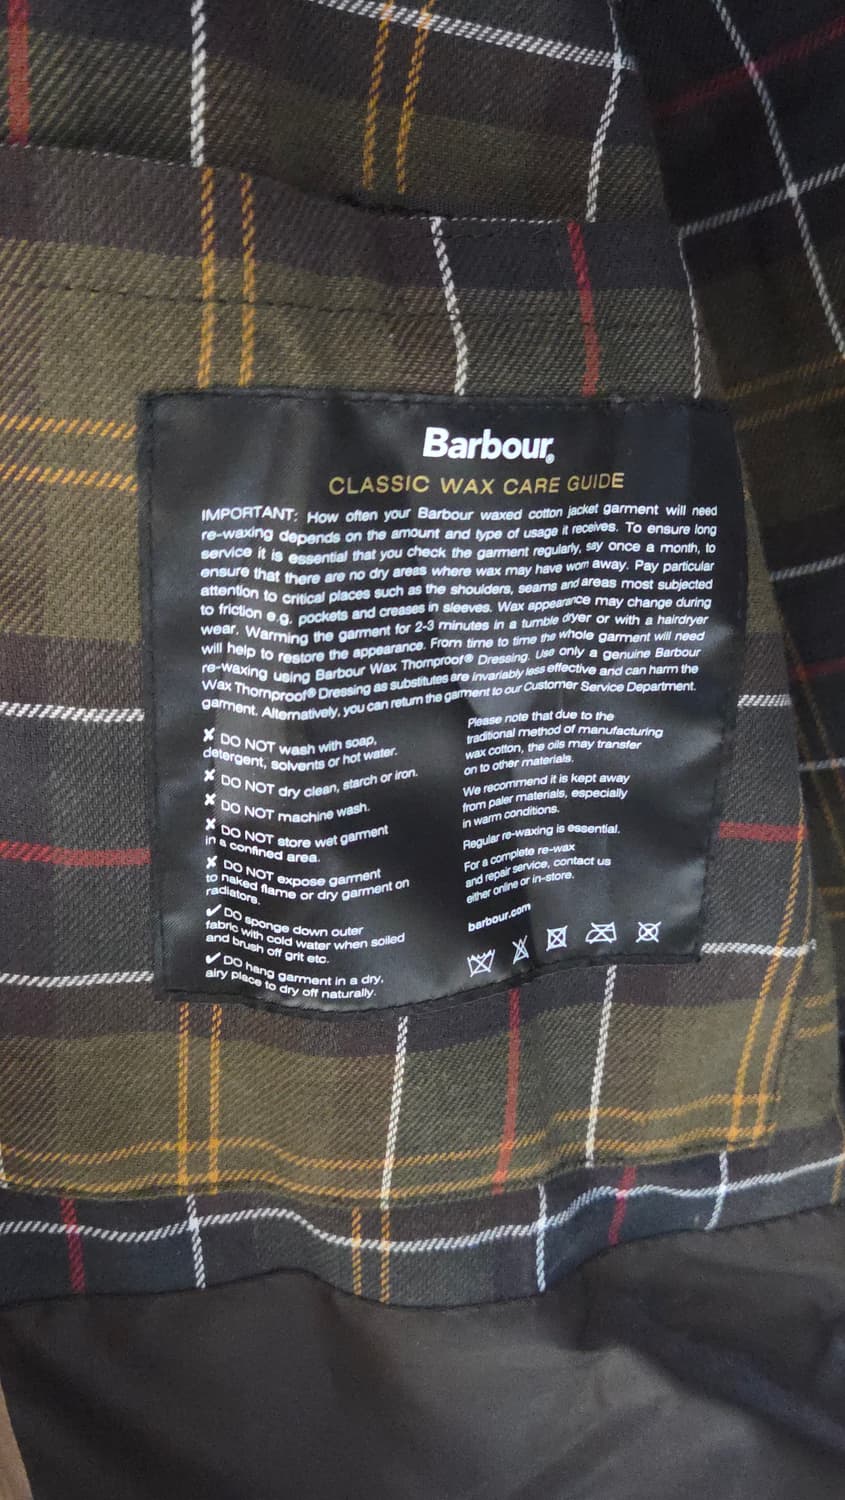 Barbour®
CLASSIC WAX CARE GUIDE
IMPORTANT: How often your Barbour waxed cotton jacket garment will need
re-waxing depends on the amount and type of usage it receives. To ensure long
service it is essential that you check the garment regularly, say once a month, to
ensure that there are no dry areas where wax may have worn away. Pay particular
attention to critical places such as the shoulders, seams and areas most subjected
to friction e.g. pockets and creases in sleeves. Wax appearance may change during
wear. Warming the garment for 2-3 minutes in a tumble dryer or with a hairdryer
will help to restore the appearance. From time to time the whole garment will need
re-waxing using Barbour Wax Thornproof® Dressing. Use only a genuine Barbour
Wax Thornproof® Dressing as substitutes are invariably less effective and can harm the
garment. Alternatively, you can return the garment to our Customer Service Department.
✘ DO NOT wash with soap,
detergent, solvents or hot water.
✘ DO NOT dry clean, starch or iron.
✘ DO NOT machine wash.
✘ DO NOT store wet garment
in a confined area.
✘ DO NOT expose garment
to naked flame or dry garment on
radiators.
✔ DO sponge down outer
fabric with cold water when soiled
and brush off grit etc.
✔ DO hang garment in a dry,
airy place to dry off naturally.
Please note that due to the
traditional method of manufacturing
wax cotton, the oils may transfer
on to other materials.
We recommend it is kept away
from paler materials, especially
in warm conditions.
Regular re-waxing is essential.
For a complete re-wax
and repair service, contact us
either online or in-store.
barbour.com